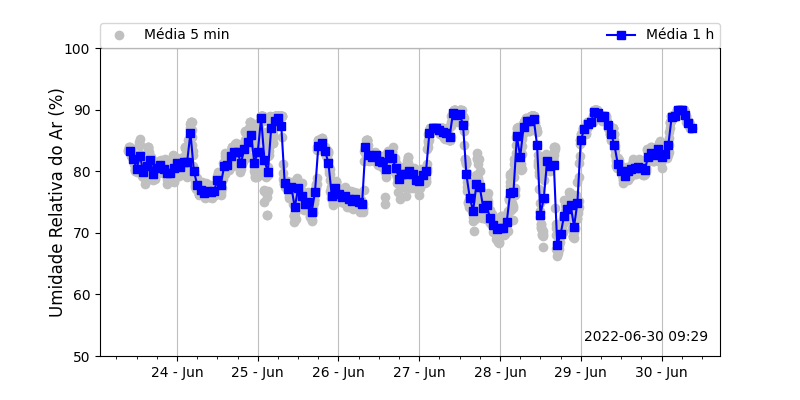 Média 5 min
Média 1 h
Umidade Relativa do Ar (%)
100
90
80
70
60
50
2022-06-30 09:29
24 - Jun
25 - Jun
26 - Jun
27 - Jun
28 - Jun
29 - Jun
30 - Jun